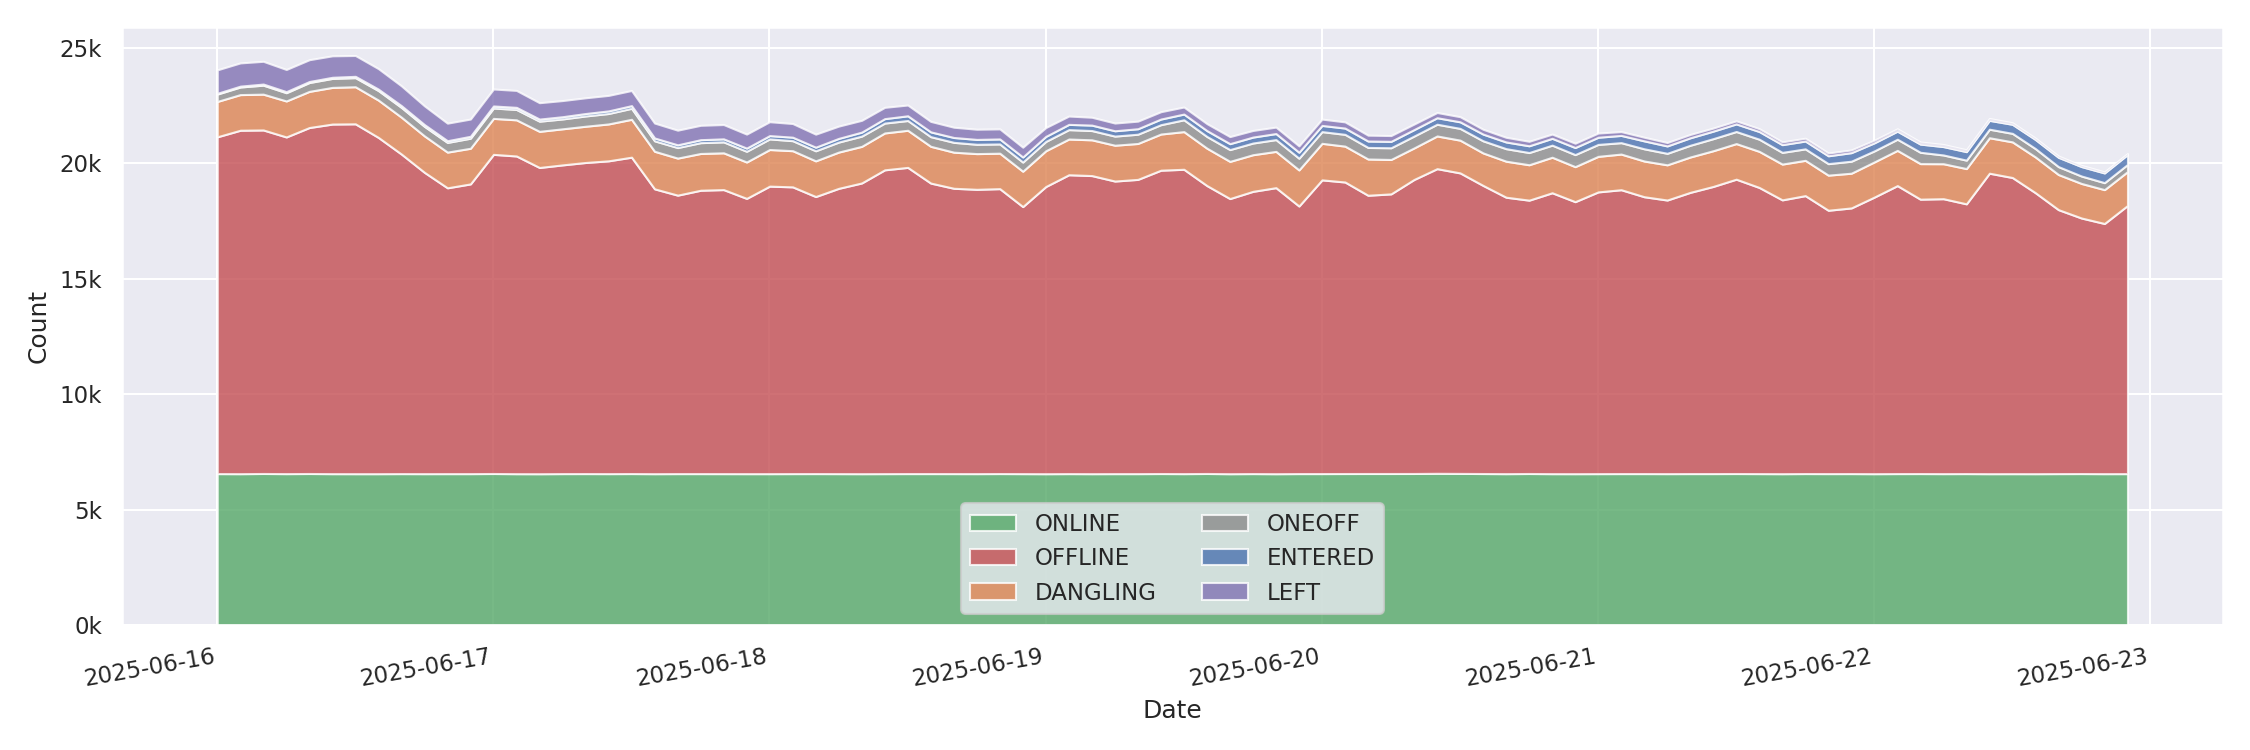 25k
20k
15k
10k
5k
0k
Count
ONLINE
OFFLINE
DANGLING
ONEOFF
ENTERED
LEFT
2025-06-16
2025-06-17
2025-06-18
2025-06-19
2025-06-20
2025-06-21
2025-06-22
2025-06-23
Date